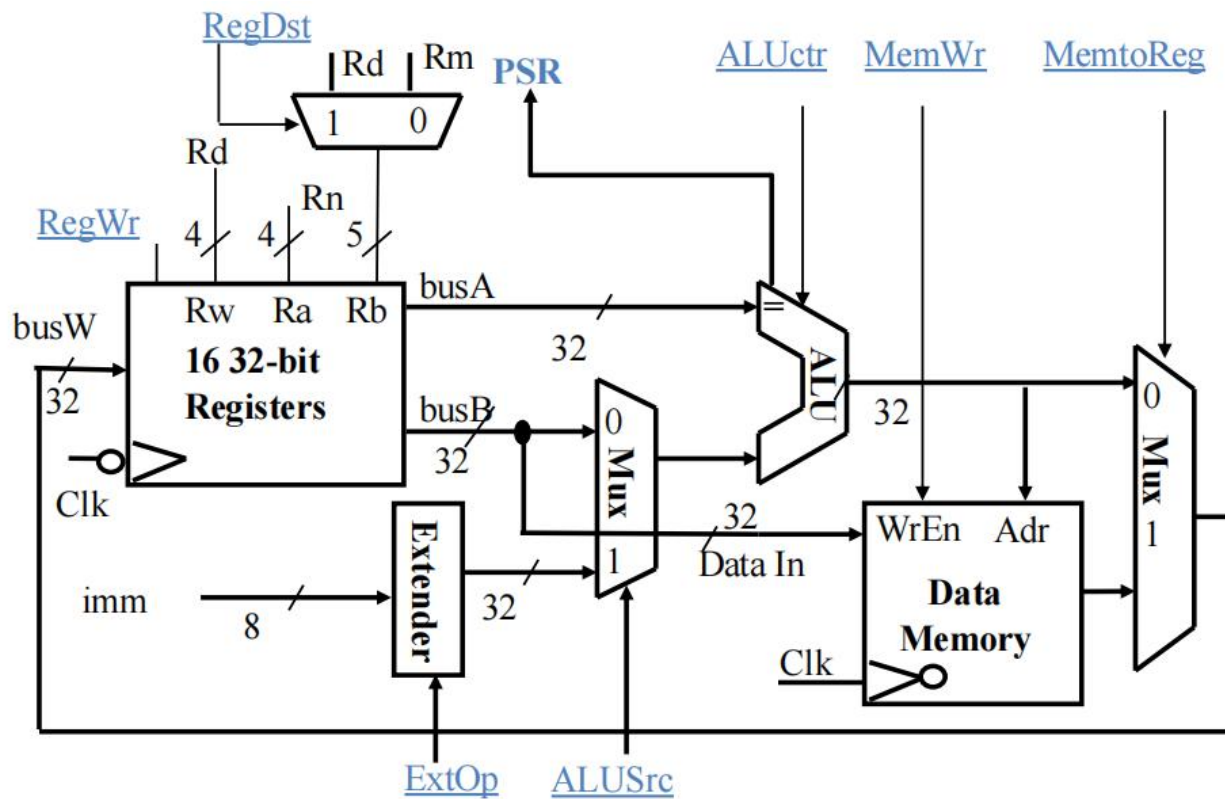 RegDst
Rd Rm
PSR
ALUctr MemWr MemtoReg
1 0
Rd
Rn
RegWr
4 4 5
Rw Ra Rb
busA
busW
32
16 32-bit
Registers
32
=
ALU
32
busB
32
0
Mux
1
0
Mux
1
Clk
32
Data In
WrEn Adr
Data
Memory
Clk
imm
8
Extender
32
ExtOp ALUSrc